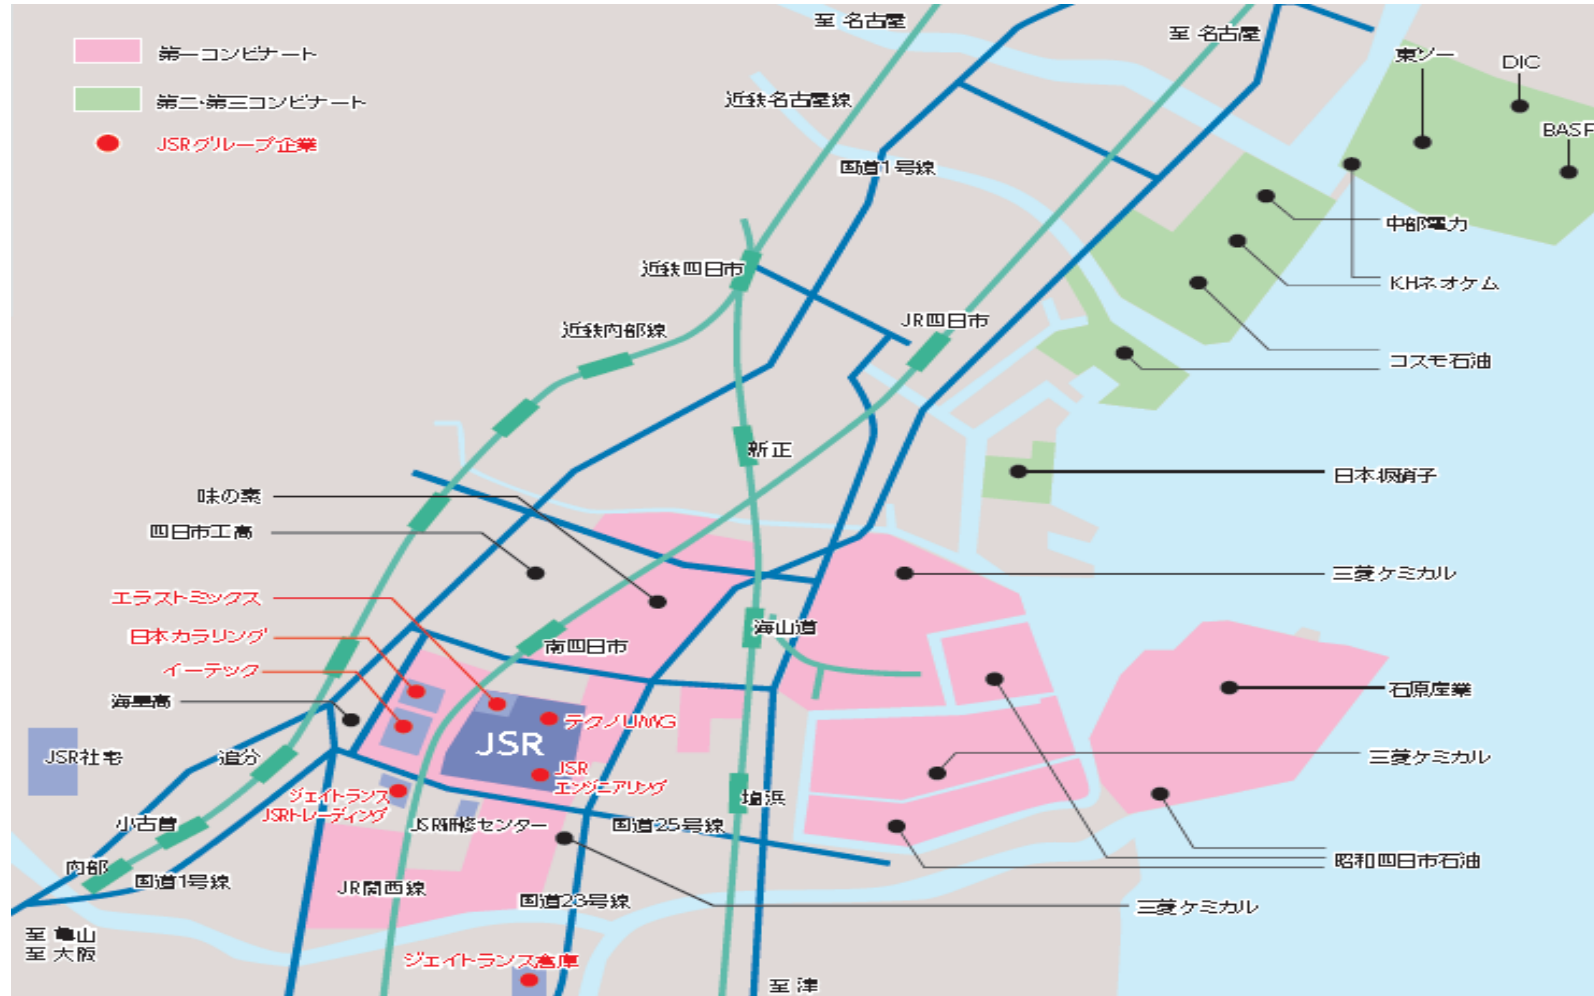 至 名古屋
至 名古屋
第一コンビナート
東ソー
DIC
近鉄名古屋線
第二・第三コンビナート
BASF
JSRグループ企業
国道1号線
中部電力
近鉄四日市
KHネオケム
近鉄内部線
JR四日市
コスモ石油
新正
日本板硝子
味の素
四日市工高
三菱ケミカル
エラストミックス
日本カラリング
海山道
南四日市
イーテック
海星高
石原産業
テクノUMG
JSR
JSR社宅
追分
三菱ケミカル
JSR
エンジニアリング
ジェイトランス
JSRトレーディング
塩浜
小古曽
JSR研修センター
国道25号線
内部
国道1号線
JR関西線
昭和四日市石油
国道23号線
三菱ケミカル
至 亀山
至 大阪
ジェイトランス倉庫
至 津